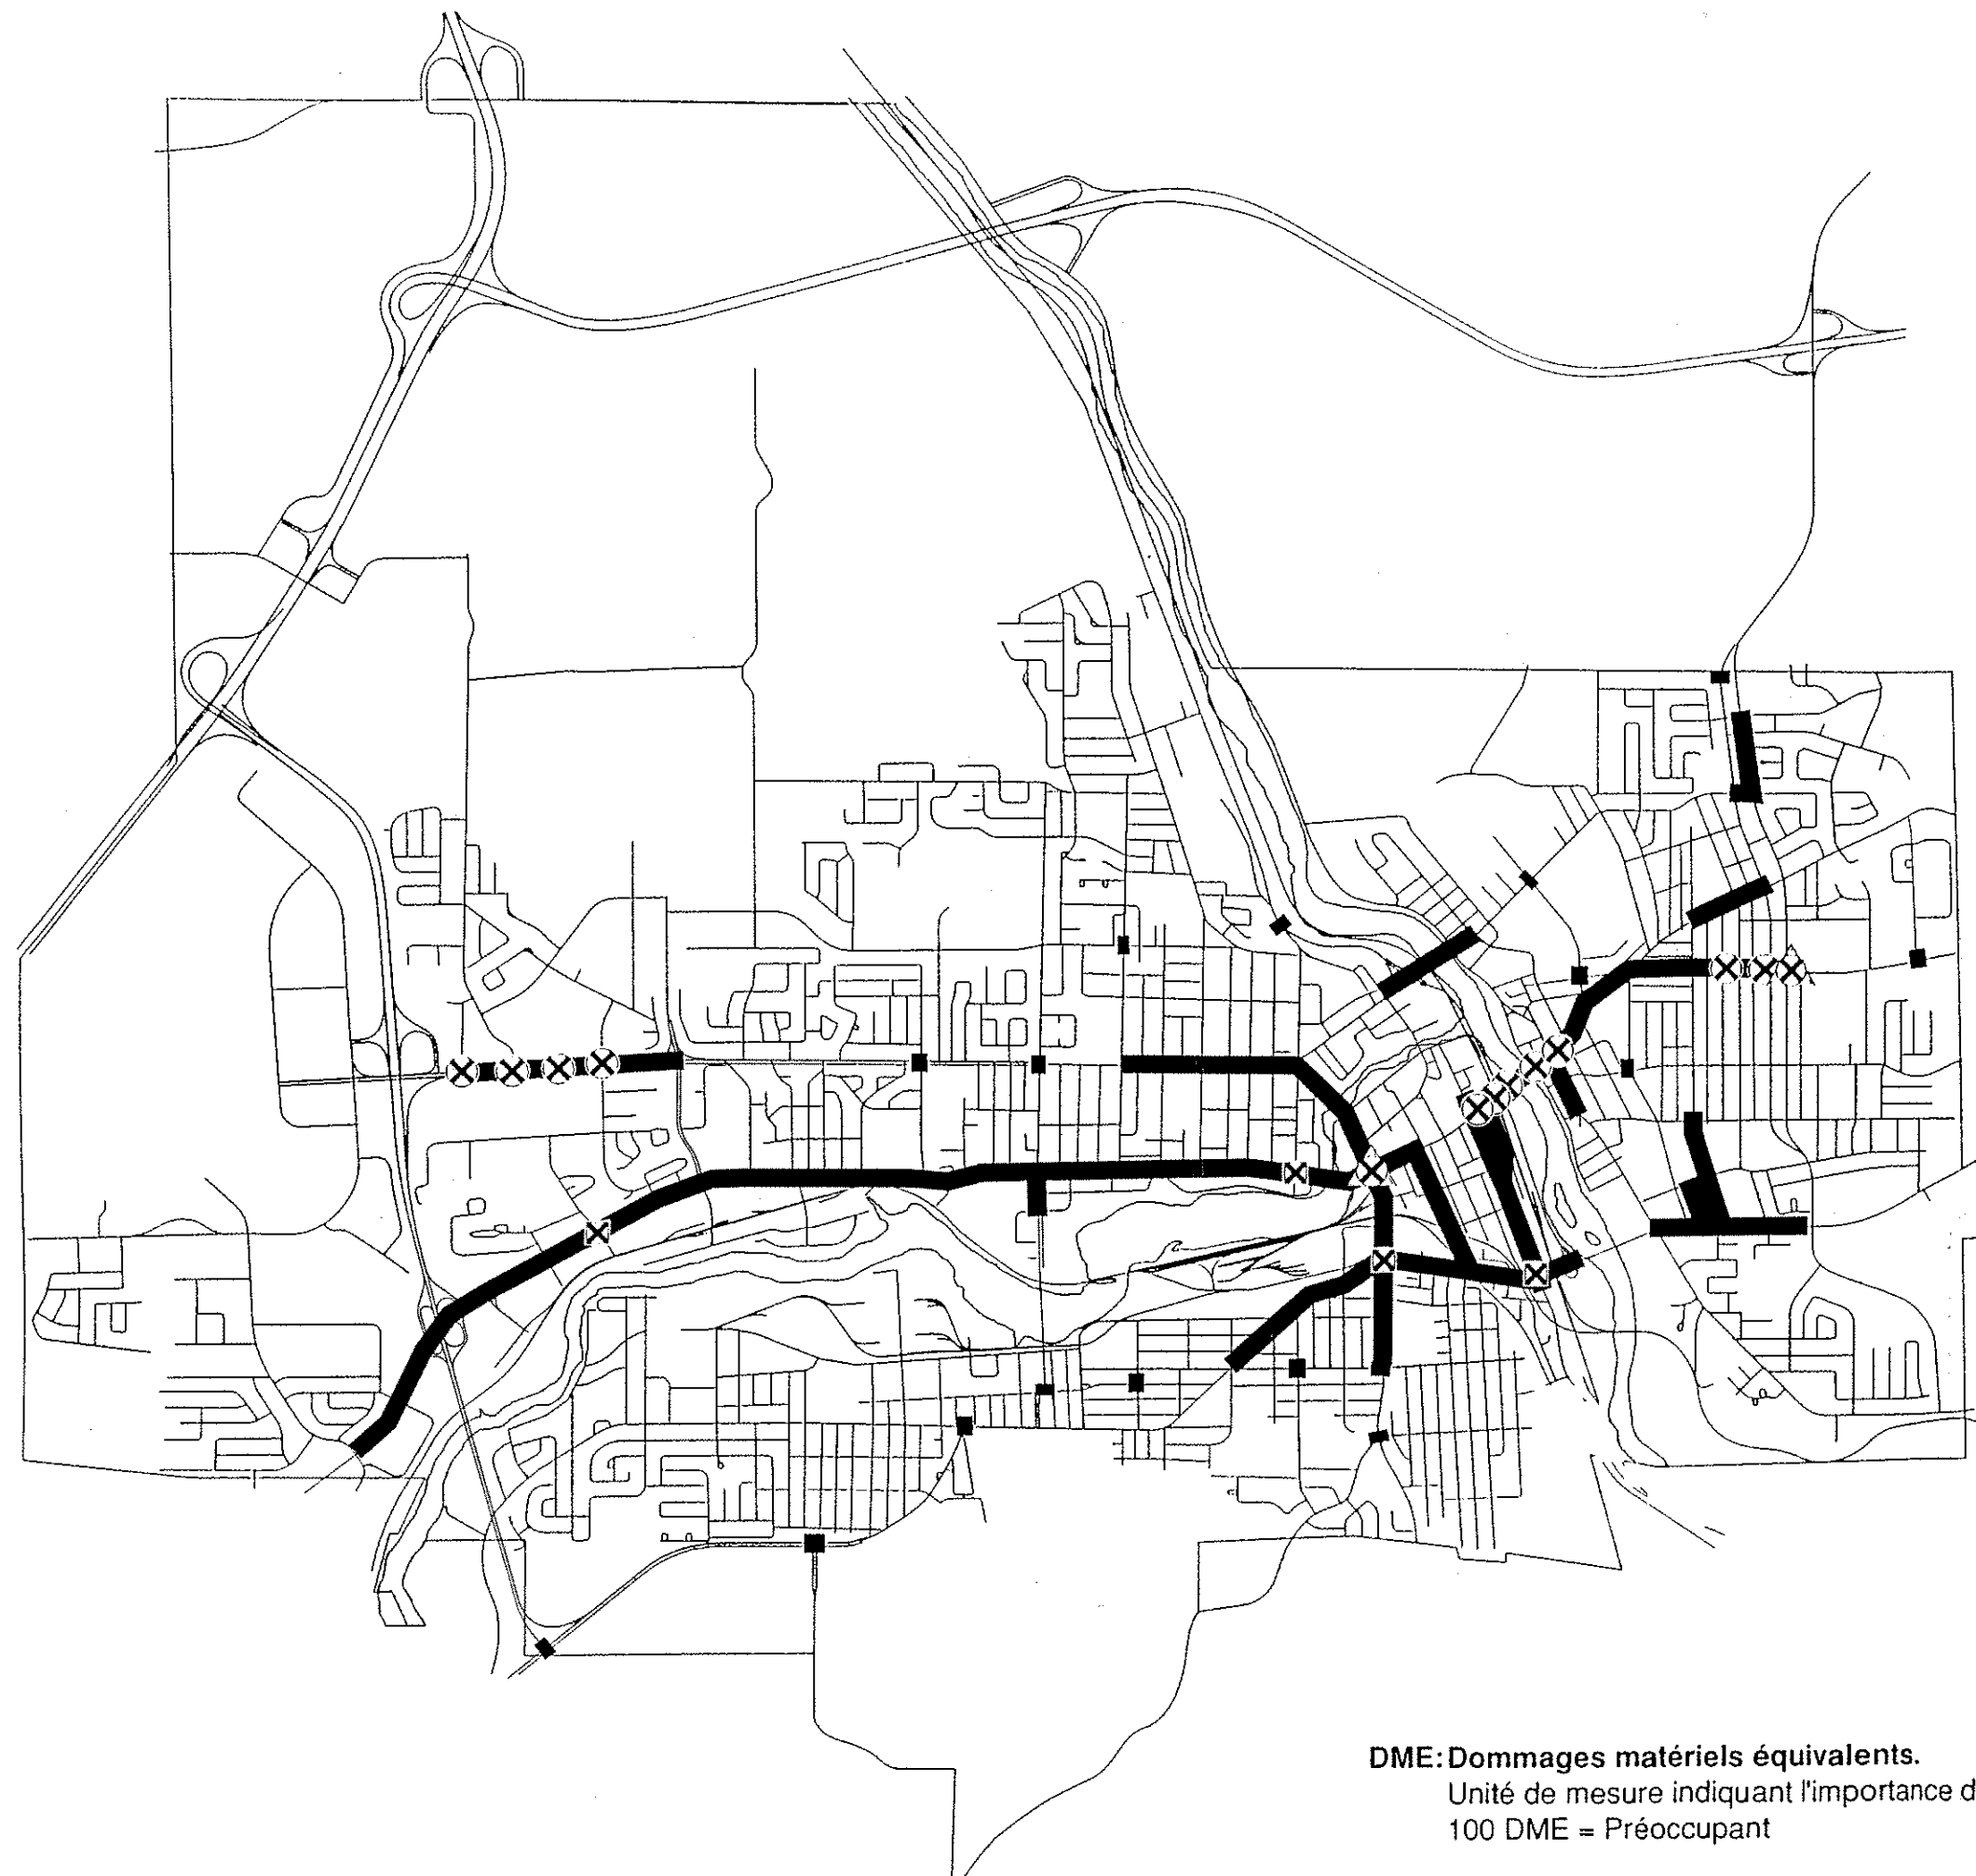 DME: Dommages matériels équivalents.
Unité de mesure indiquant l'importance d
100 DME = Préoccupant